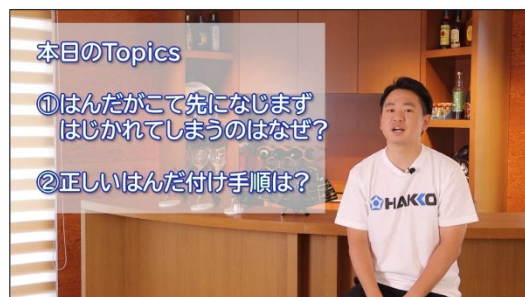 本日のTopics
①はんだがこて先になじまず
はじかれてしまうのはなぜ？
②正しいはんだ付け手順は？
HAKKO